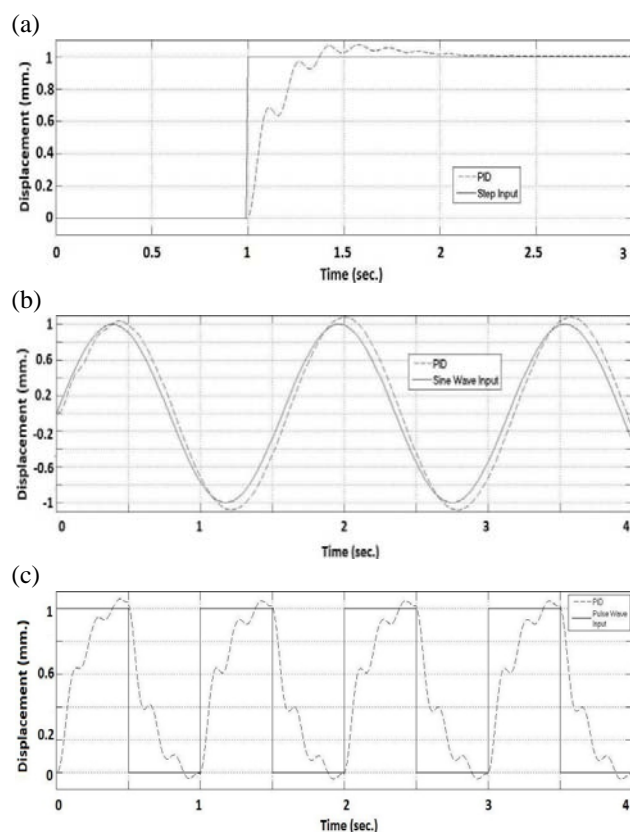 (a)
Displacement (mm.)
1
0.8
0.6
0.4
0.2
0
PID
Step Input
0 0.5 1 1.5 2 2.5 3
Time (sec.)
(b)
Displacement (mm.)
1
0.6
0.2
-0.2
-0.6
-1
PID
Sine Wave Input
0 1 2 3 4
Time (sec.)
(c)
Displacement (mm.)
1
0.6
0.2
0
PID
Pulse Wave
Input
0 1 2 3 4
Time (sec.)